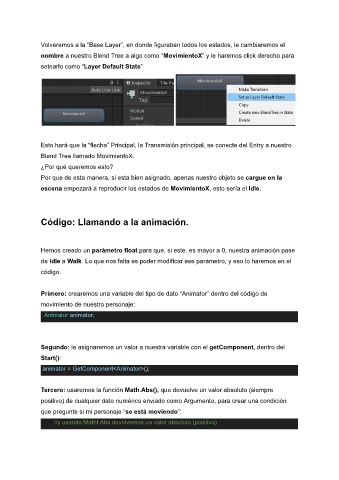 Volveremos a la "Base Layer", en donde figuraban todos los estados, le cambiaremos el
nombre a nuestro Blend Tree a algo como "MovimientoX" y le haremos click derecho para
setearlo como "Layer Default State"
Auto Live Link
Inspector
MovimientoX
Tag
Motion
Speed
MovimientoX
MovimientoX
Make Transition
Set as Layer Default State
Copy
Create new BlendTree in State
Delete
Esto hará que la "flecha" Principal, la Transmisión principal, se conecte del Entry a nuestro
Blend Tree llamado MovimientoX.
¿Por qué queremos esto?
Por que de esta manera, si esta bien asignado, apenas nuestro objeto se cargue en la
escena empezará a reproducir los estados de MovimientoX, esto sería el Idle.
Código: Llamando a la animación.
Hemos creado un parámetro float para que, si este, es mayor a 0, nuestra animación pase
de Idle a Walk. Lo que nos falta es poder modificar ese parámetro, y eso lo haremos en el
código.
Primero: crearemos una variable del tipo de dato "Animator" dentro del código de
movimiento de nuestro personaje:
Animator animator;
Segundo: le asignaremos un valor a nuestra variable con el getComponent, dentro del
Start():
animator = GetComponent<Animator>();
Tercero: usaremos la función Math.Abs(), que devuelve un valor absoluto (siempre
positivo) de cualquier dato numérico enviado como Argumento, para crear una condición
que pregunte si mi personaje "se está moviendo":
//y usando Mathf.Abs devolvemos un valor absoluto (positivo)